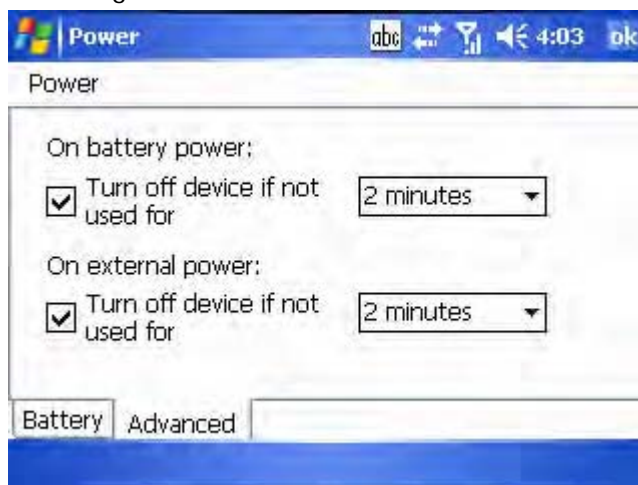 Power abc 4:03 ok
Power
On battery power:
Turn off device if not
used for
2 minutes
On external power:
Turn off device if not
used for
2 minutes
Battery Advanced